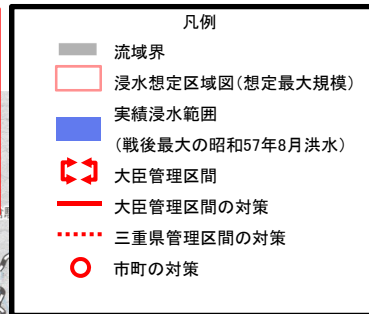 凡例
流域界
浸水想定区域図(想定最大規模)
実績浸水範囲
(戦後最大の昭和57年8月洪水)
大臣管理区間
大臣管理区間の対策
三重県管理区間の対策
市町の対策